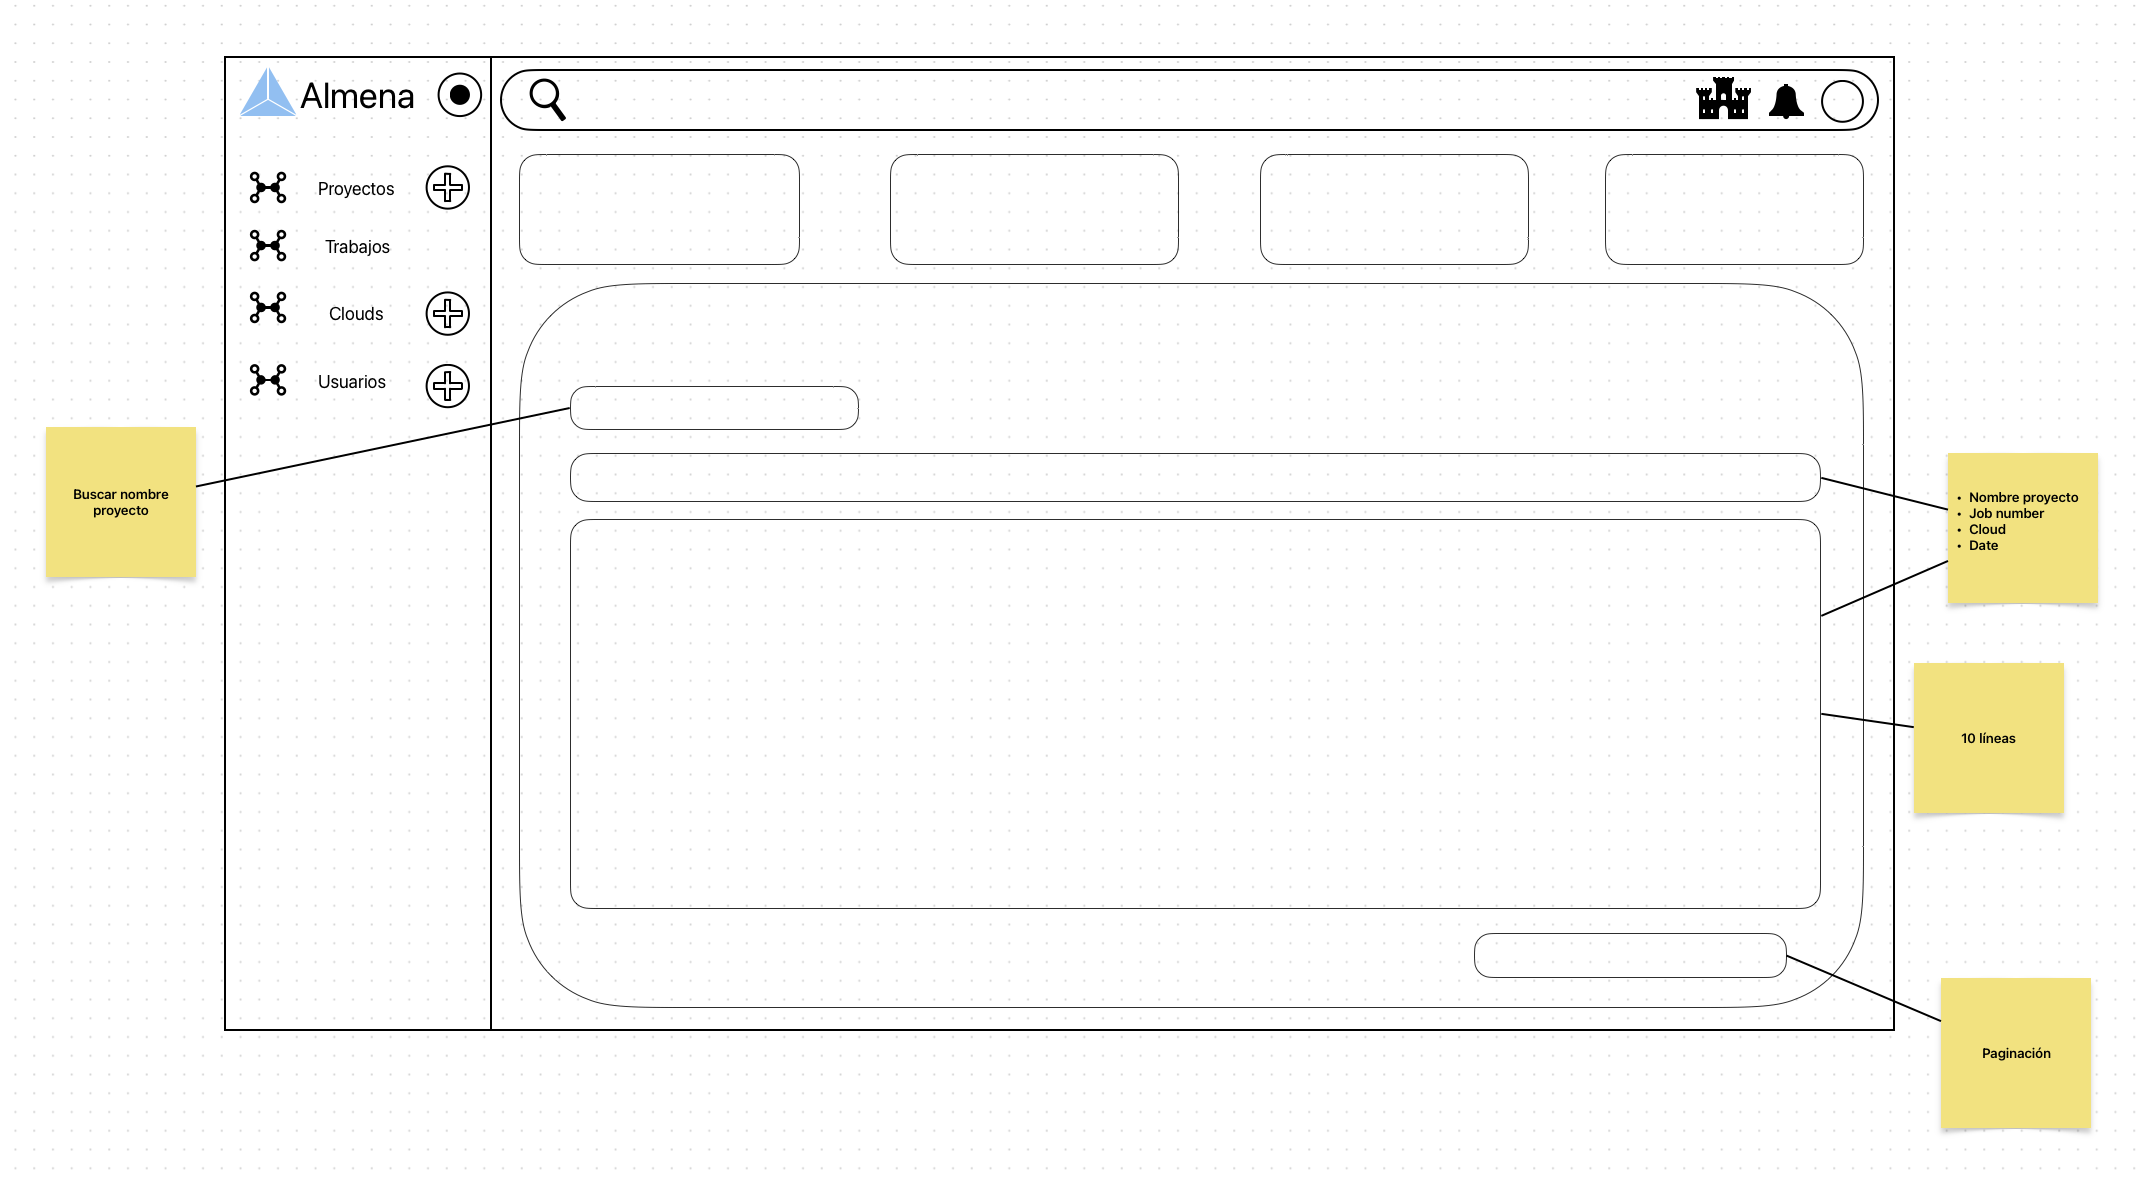 Almena
Proyectos
Trabajos
Clouds
Usuarios
Buscar nombre
proyecto
• Nombre proyecto
• Job number
• Cloud
• Date
10 líneas
Paginación